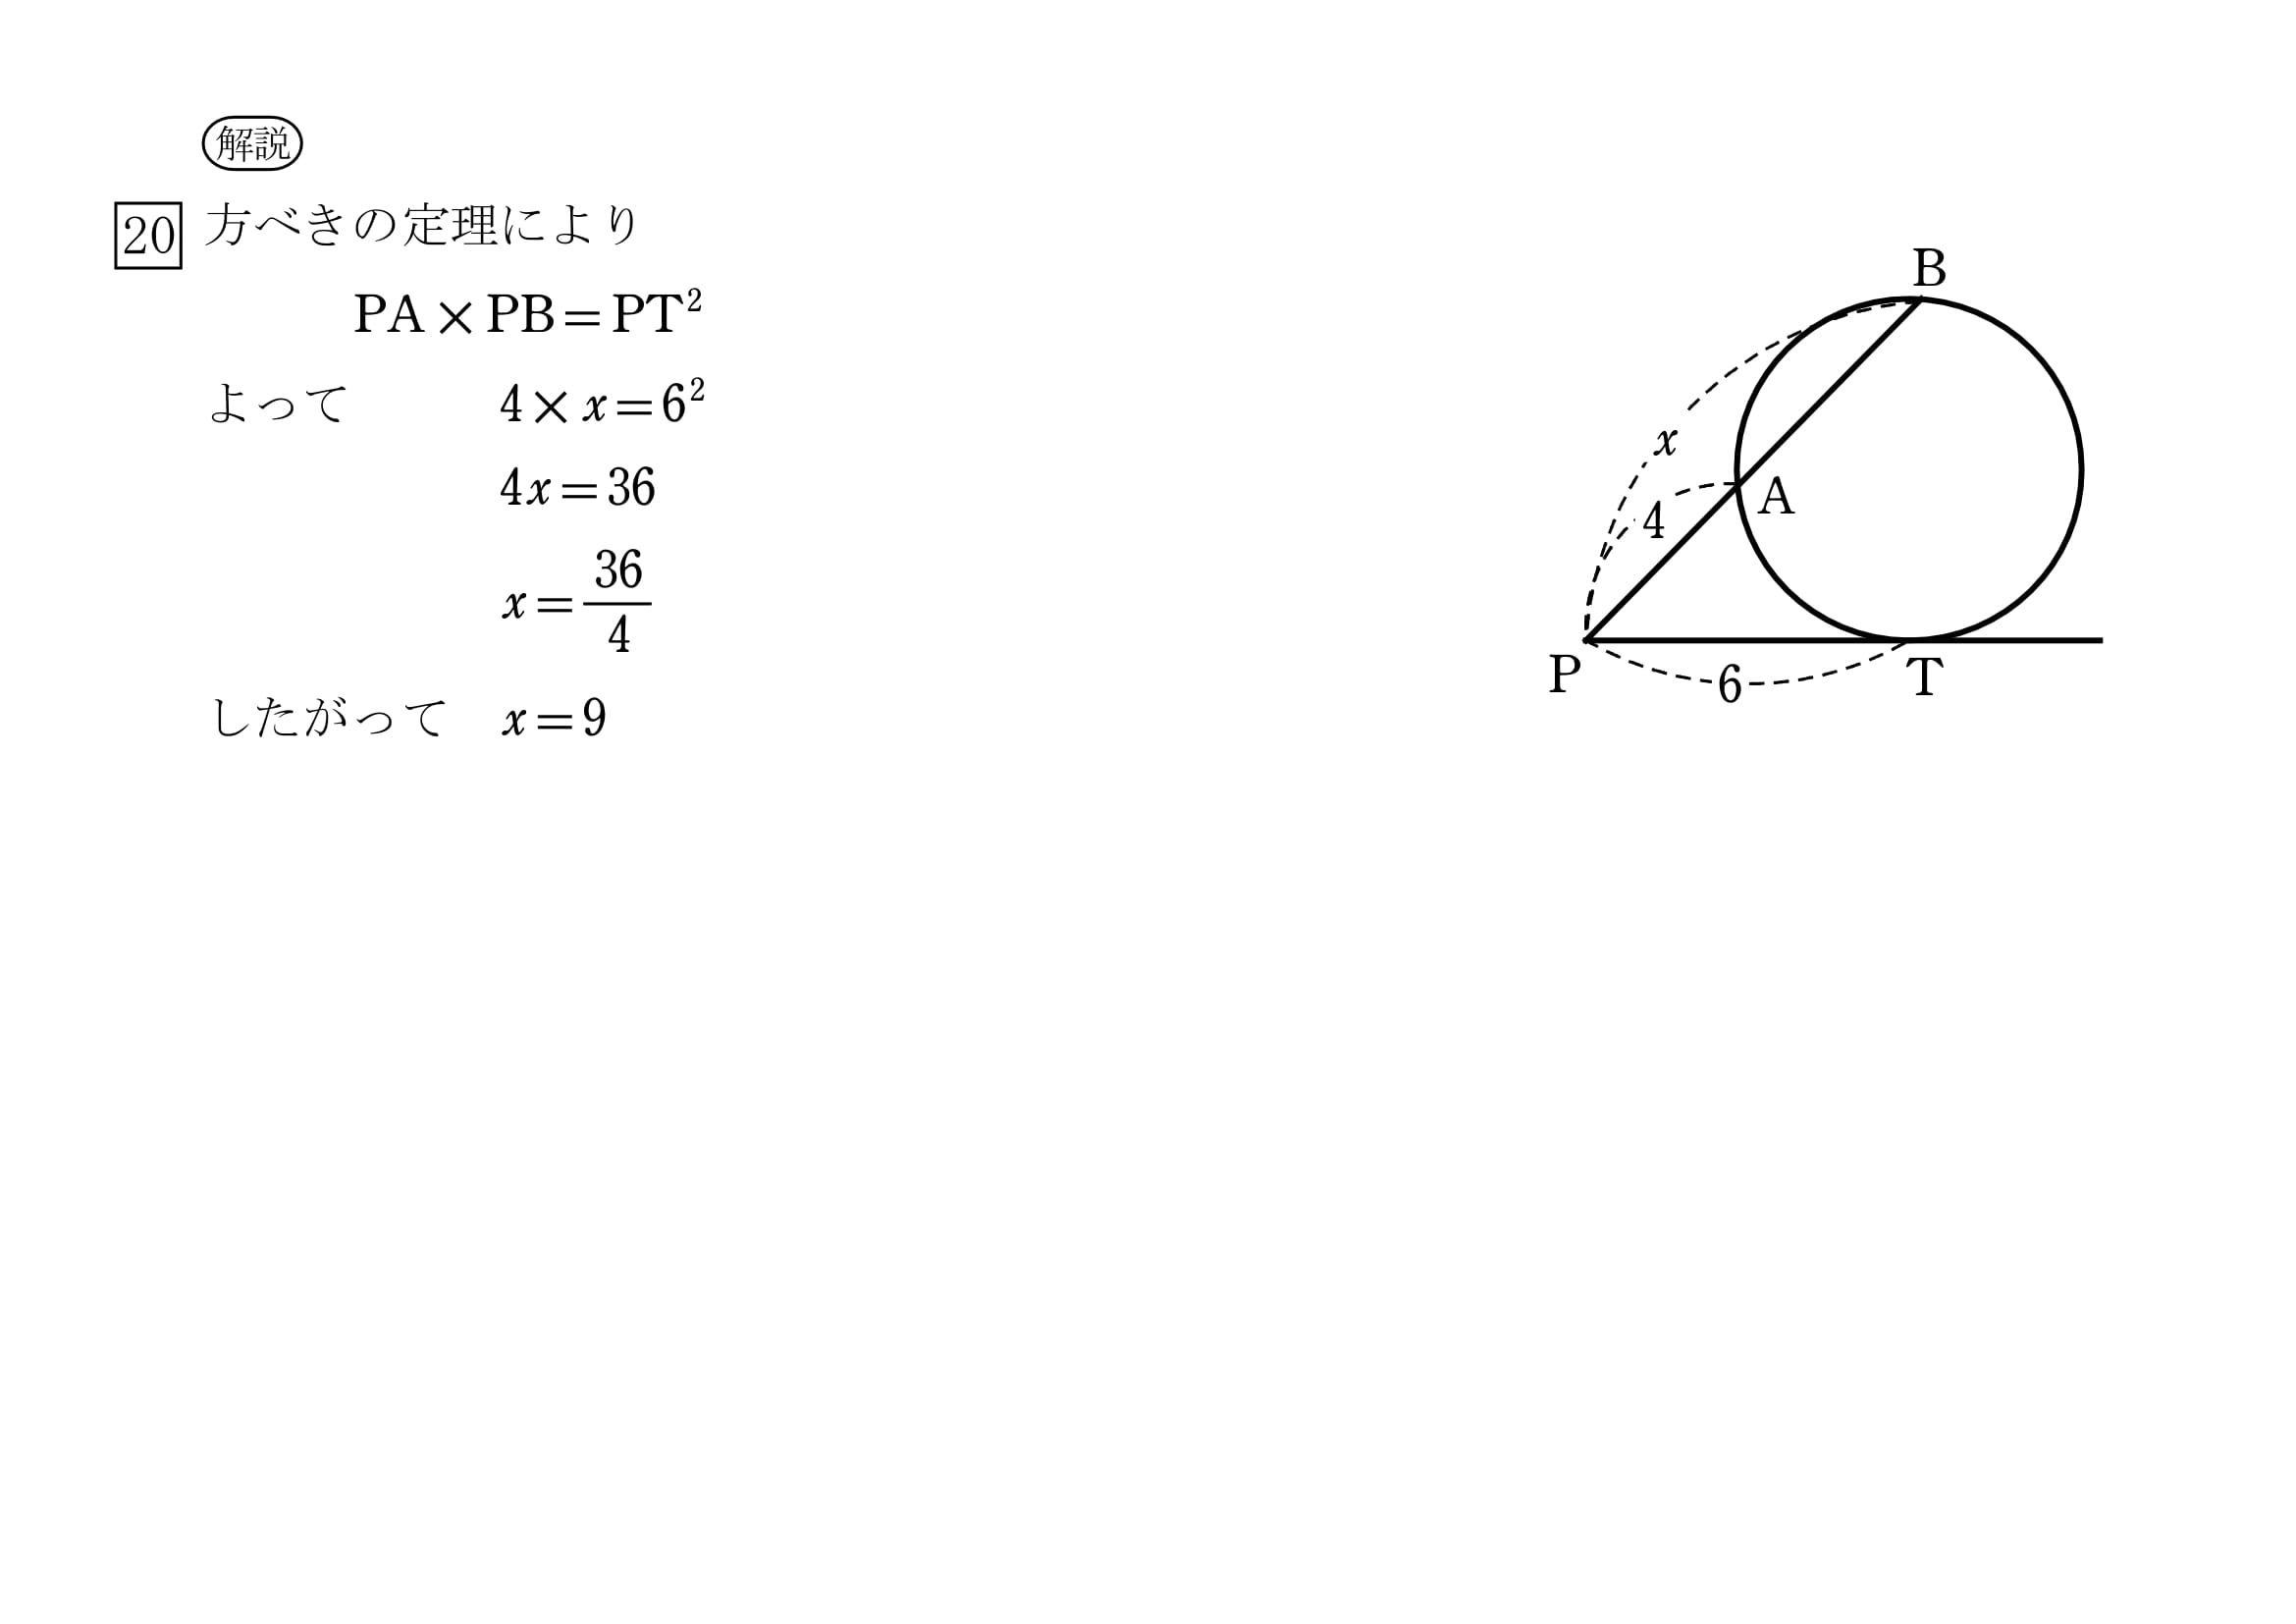 解説
20 方べきの定理により
PA×PB=PT²
よって 4×x=6²
4x=36
x=36/4
したがって x=9
B
x
A
4
P
6
T